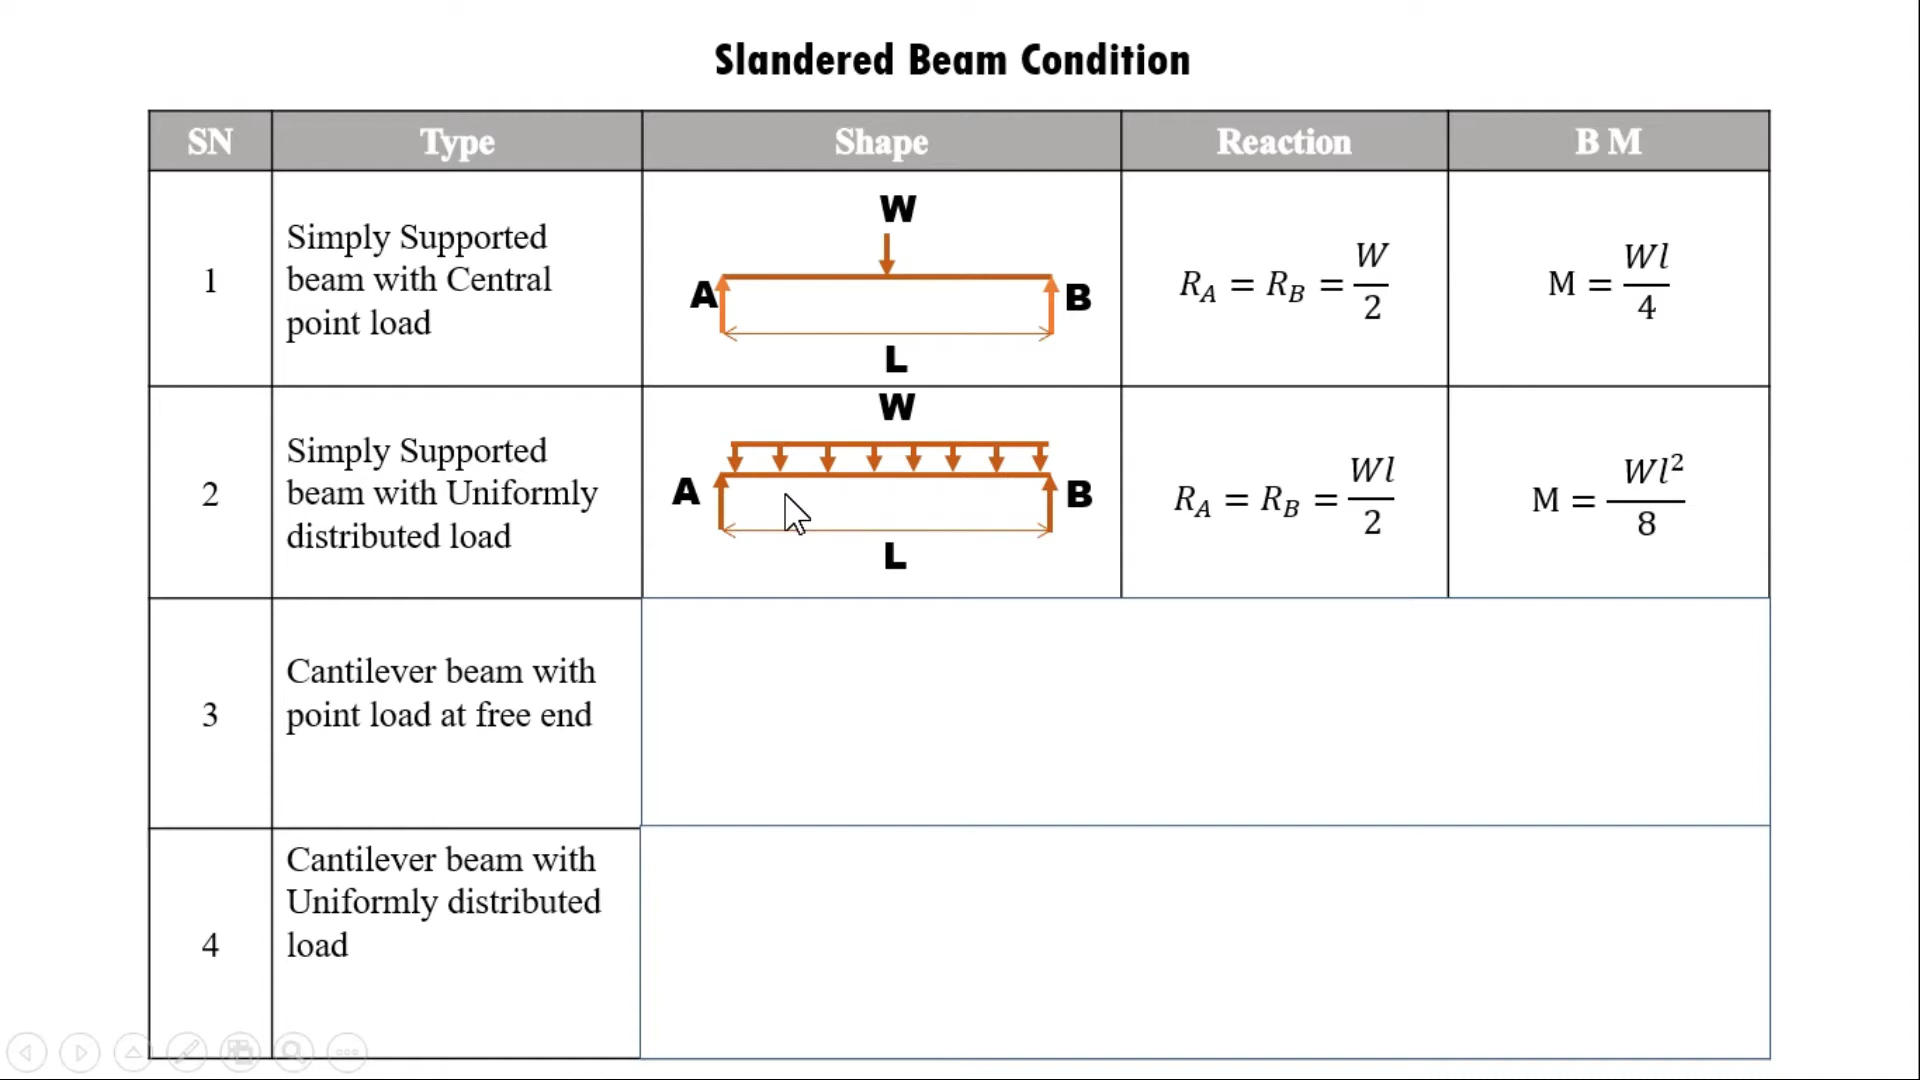 Slandered Beam Condition
SN Type Shape Reaction B M
1
Simply Supported
beam with Central
point load
W
A B
L
R_A = R_B = W/2
M = Wl/4
2
Simply Supported
beam with Uniformly
distributed load
W
A B
L
R_A = R_B = Wl/2
M = Wl²/8
3
Cantilever beam with
point load at free end
4
Cantilever beam with
Uniformly distributed
load